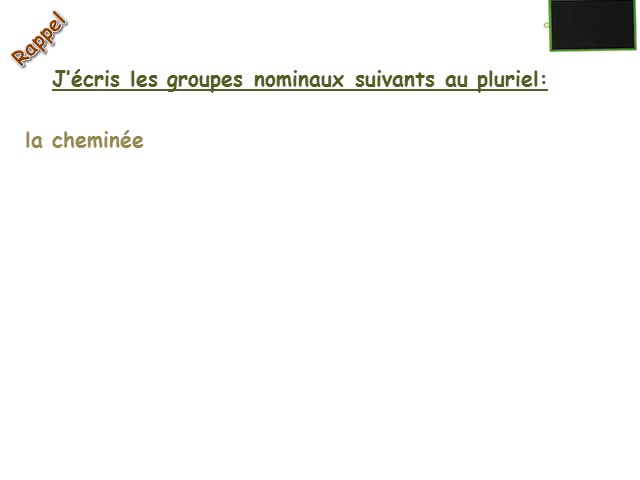 Rappel
J'écris les groupes nominaux suivants au pluriel:
la cheminée